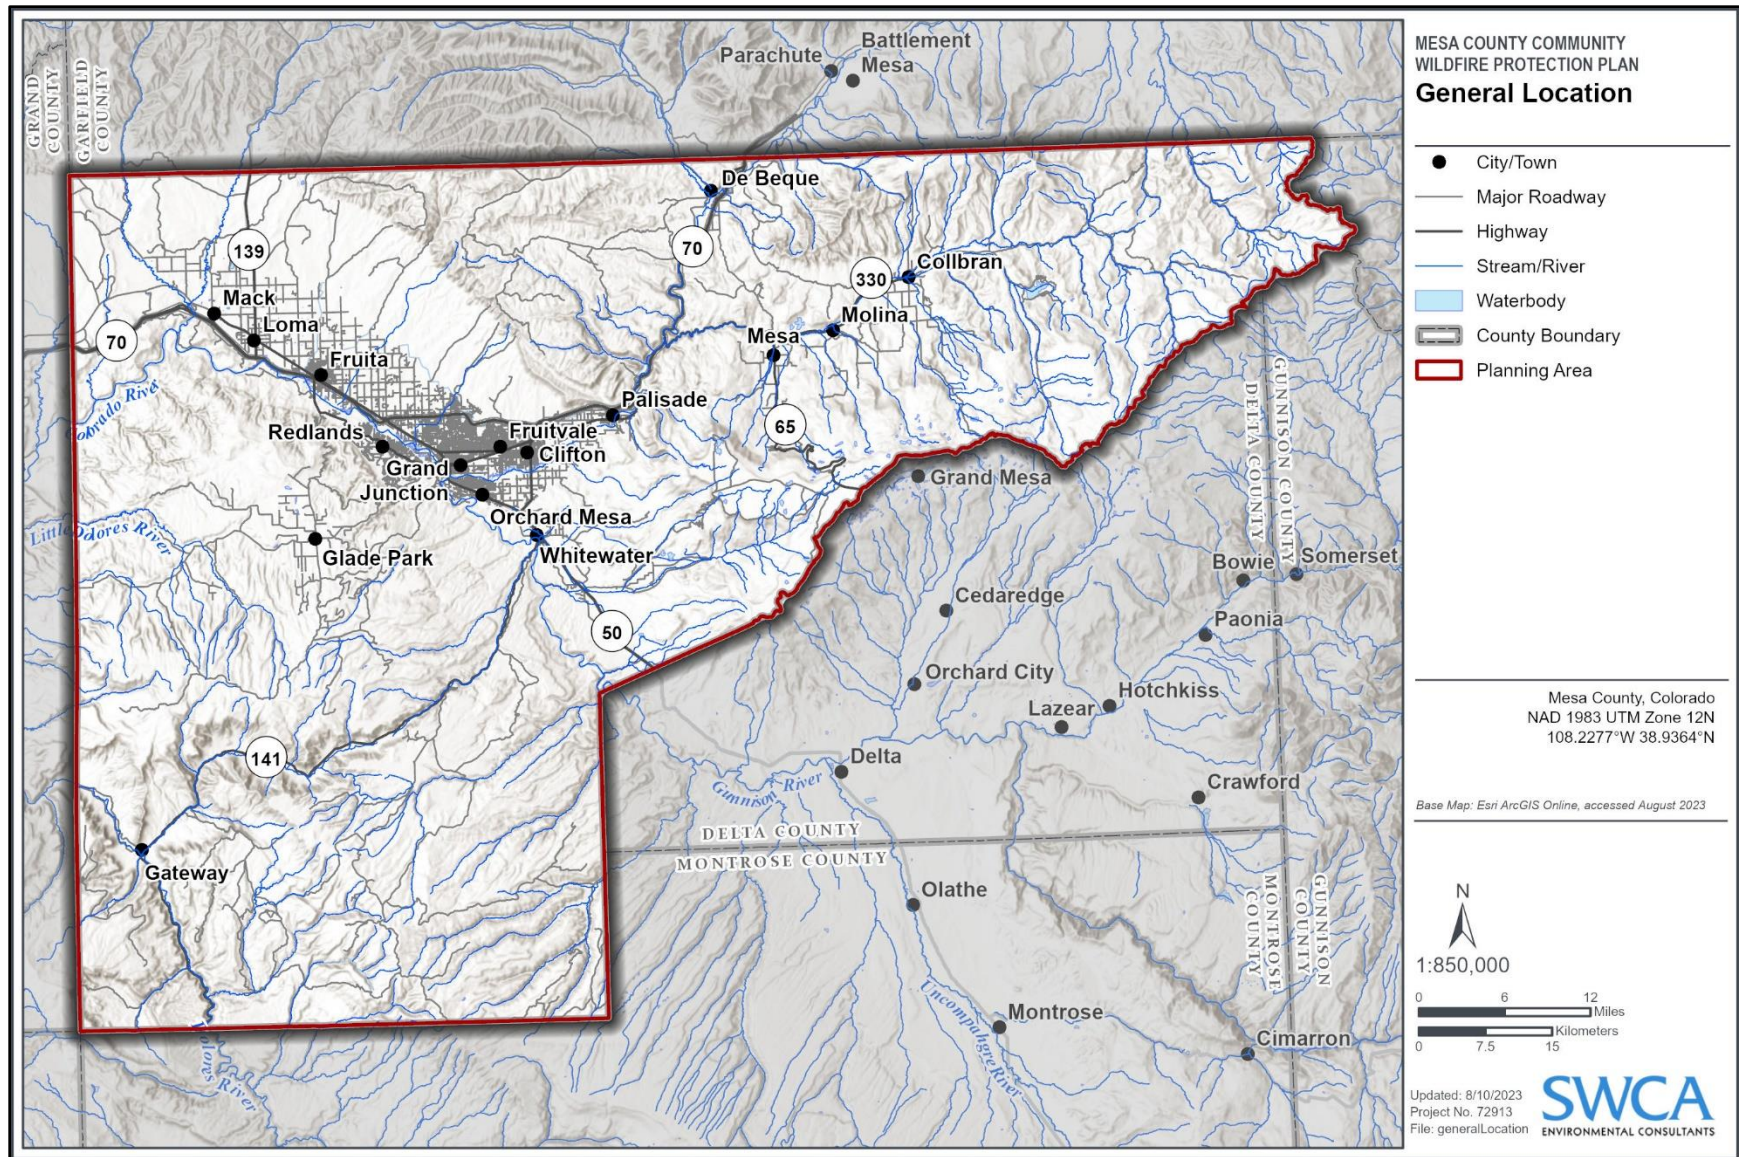 MESA COUNTY COMMUNITY
WILDFIRE PROTECTION PLAN
General Location
City/Town
Major Roadway
Highway
Stream/River
Waterbody
County Boundary
Planning Area
Mesa County, Colorado
NAD 1983 UTM Zone 12N
108.2277°W 38.9364°N
Base Map: Esri ArcGIS Online, accessed August 2023
N
1:850,000
0 6 12
Miles
Kilometers
0 7.5 15
Updated: 8/10/2023
Project No. 72913
File: generalLocation
SWCA
ENVIRONMENTAL CONSULTANTS
GRAND
COUNTY
GARFIELD
COUNTY
Parachute
Battlement
Mesa
De Beque
139
70
330
Collbran
Mack
Loma
Molina
70
Mesa
Fruita
Colorado River
Palisade
65
Redlands
Fruitvale
Clifton
Grand
Junction
Orchard Mesa
Whitewater
Little Dolores River
Glade Park
50
Grand Mesa
DELTA COUNTY
GUNNISON COUNTY
Bowie
Somerset
Cedaredge
Paonia
Orchard City
Hotchkiss
Lazear
141
Delta
Gunnison River
Crawford
DELTA COUNTY
MONTROSE COUNTY
Gateway
Olathe
MONTROSE
COUNTY
GUNNISON
COUNTY
Dolores River
Uncompahgre River
Montrose
Cimarron